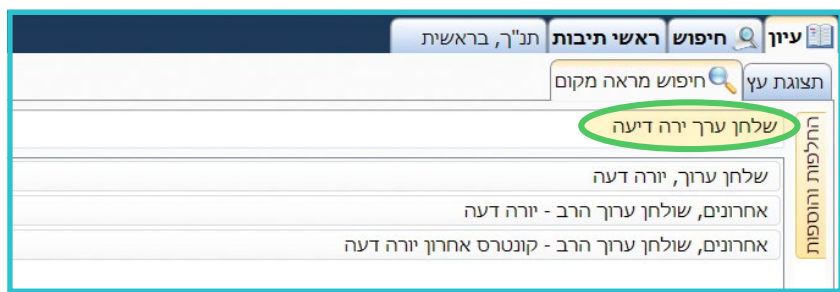 עיון חיפוש ראשי תיבות תנ"ך, בראשית
תצוגת עץ חיפוש מראה מקום
שלחן ערך ירה דיעה
החלפות והוספות
שלחן ערוך, יורה דעה
אחרונים, שולחן ערוך הרב - יורה דעה
אחרונים, שולחן ערוך הרב - קונטרס אחרון יורה דעה